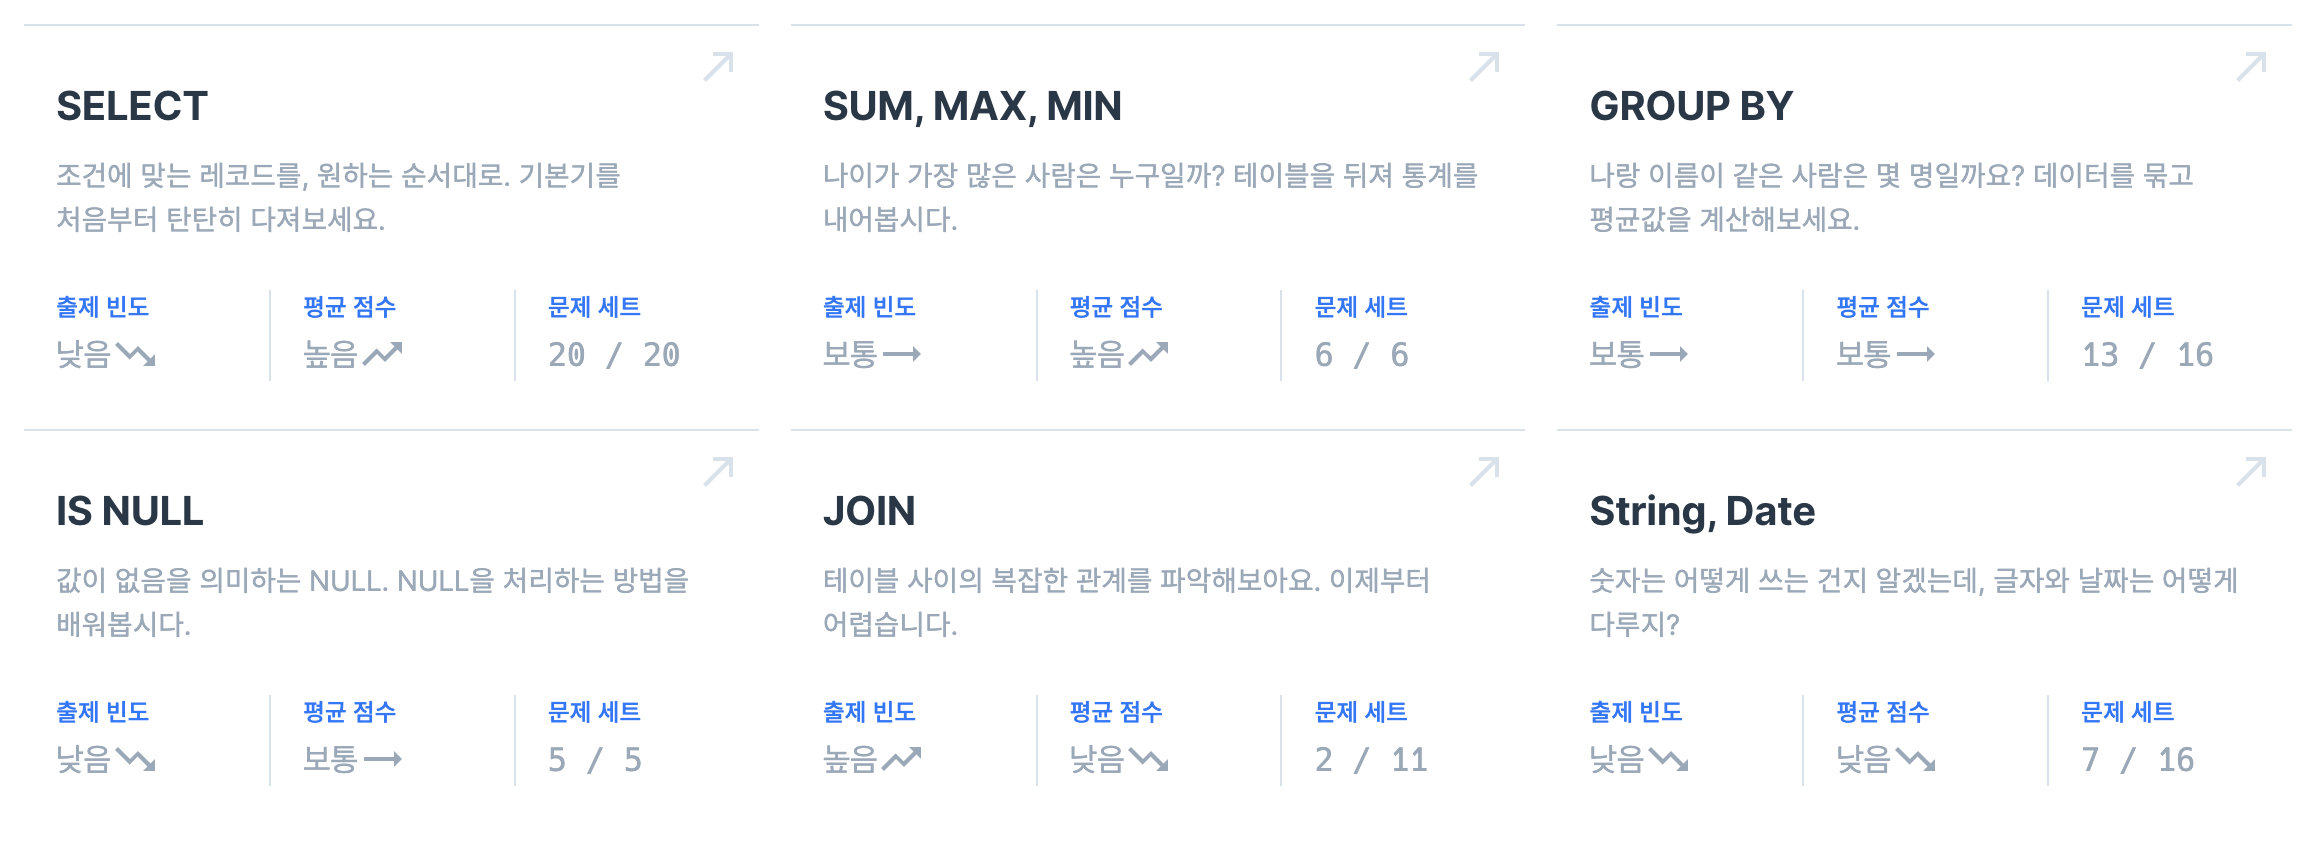 SELECT
조건에 맞는 레코드를, 원하는 순서대로. 기본기를
처음부터 탄탄히 다져보세요.
출제 빈도
낮음
평균 점수
높음
문제 세트
20 / 20
SUM, MAX, MIN
나이가 가장 많은 사람은 누구일까? 테이블을 뒤져 통계를
내어봅시다.
출제 빈도
보통
평균 점수
높음
문제 세트
6 / 6
GROUP BY
나랑 이름이 같은 사람은 몇 명일까요? 데이터를 묶고
평균값을 계산해보세요.
출제 빈도
보통
평균 점수
보통
문제 세트
13 / 16
IS NULL
값이 없음을 의미하는 NULL. NULL을 처리하는 방법을
배워봅시다.
출제 빈도
낮음
평균 점수
보통
문제 세트
5 / 5
JOIN
테이블 사이의 복잡한 관계를 파악해보아요. 이제부터
어렵습니다.
출제 빈도
높음
평균 점수
낮음
문제 세트
2 / 11
String, Date
숫자는 어떻게 쓰는 건지 알겠는데, 글자와 날짜는 어떻게
다루지?
출제 빈도
낮음
평균 점수
낮음
문제 세트
7 / 16